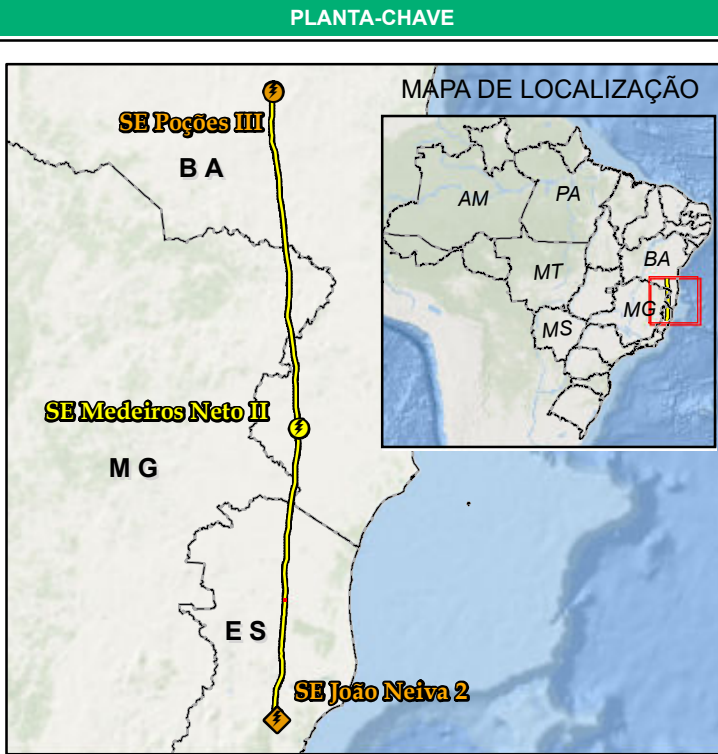 PLANTA-CHAVE
MAPA DE LOCALIZAÇÃO
SE Poções III
B A
AM
PA
BA
MT
MG
MS
SE Medeiros Neto II
M G
E S
SE João Neiva 2